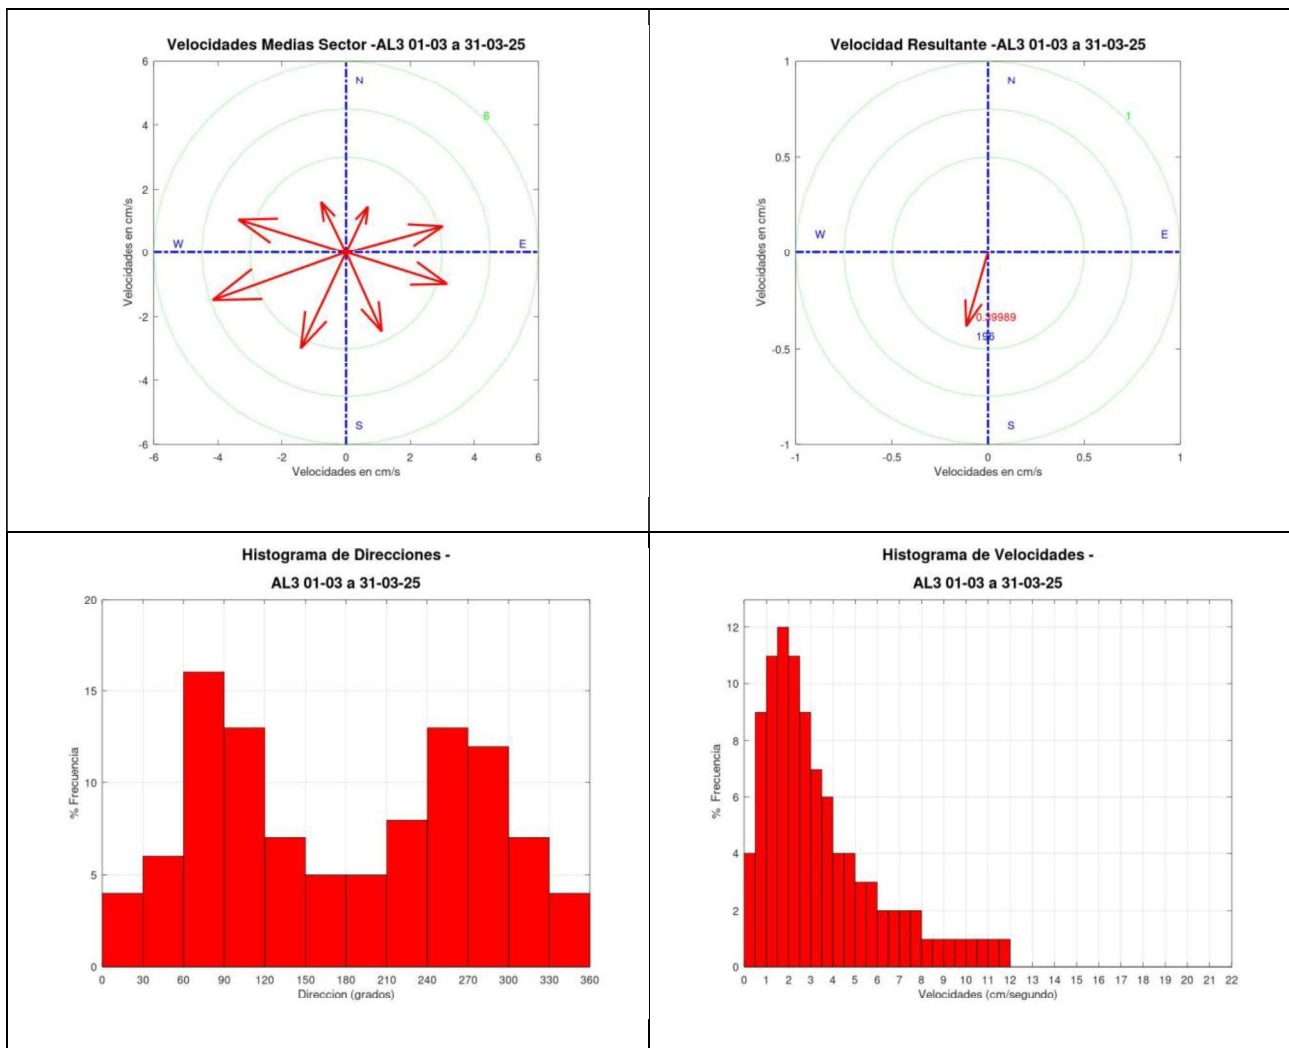 Velocidades Medias Sector -AL3 01-03 a 31-03-25
6
N
6
4
2
W
E
0
Velocidades en cm/s
-2
-4
S
-6
-6 -4 -2 0 2 4 6
Velocidades en cm/s
Velocidad Resultante -AL3 01-03 a 31-03-25
1
N
1
0.5
W
E
0
Velocidades en cm/s
0.39989
196
-0.5
S
-1
-1 -0.5 0 0.5 1
Velocidades en cm/s
Histograma de Direcciones -
AL3 01-03 a 31-03-25
20
15
10
5
0
% Frecuencia
0 30 60 90 120 150 180 210 240 270 300 330 360
Direccion (grados)
Histograma de Velocidades -
AL3 01-03 a 31-03-25
12
10
8
6
4
2
0
% Frecuencia
0 1 2 3 4 5 6 7 8 9 10 11 12 13 14 15 16 17 18 19 20 21 22
Velocidades (cm/segundo)